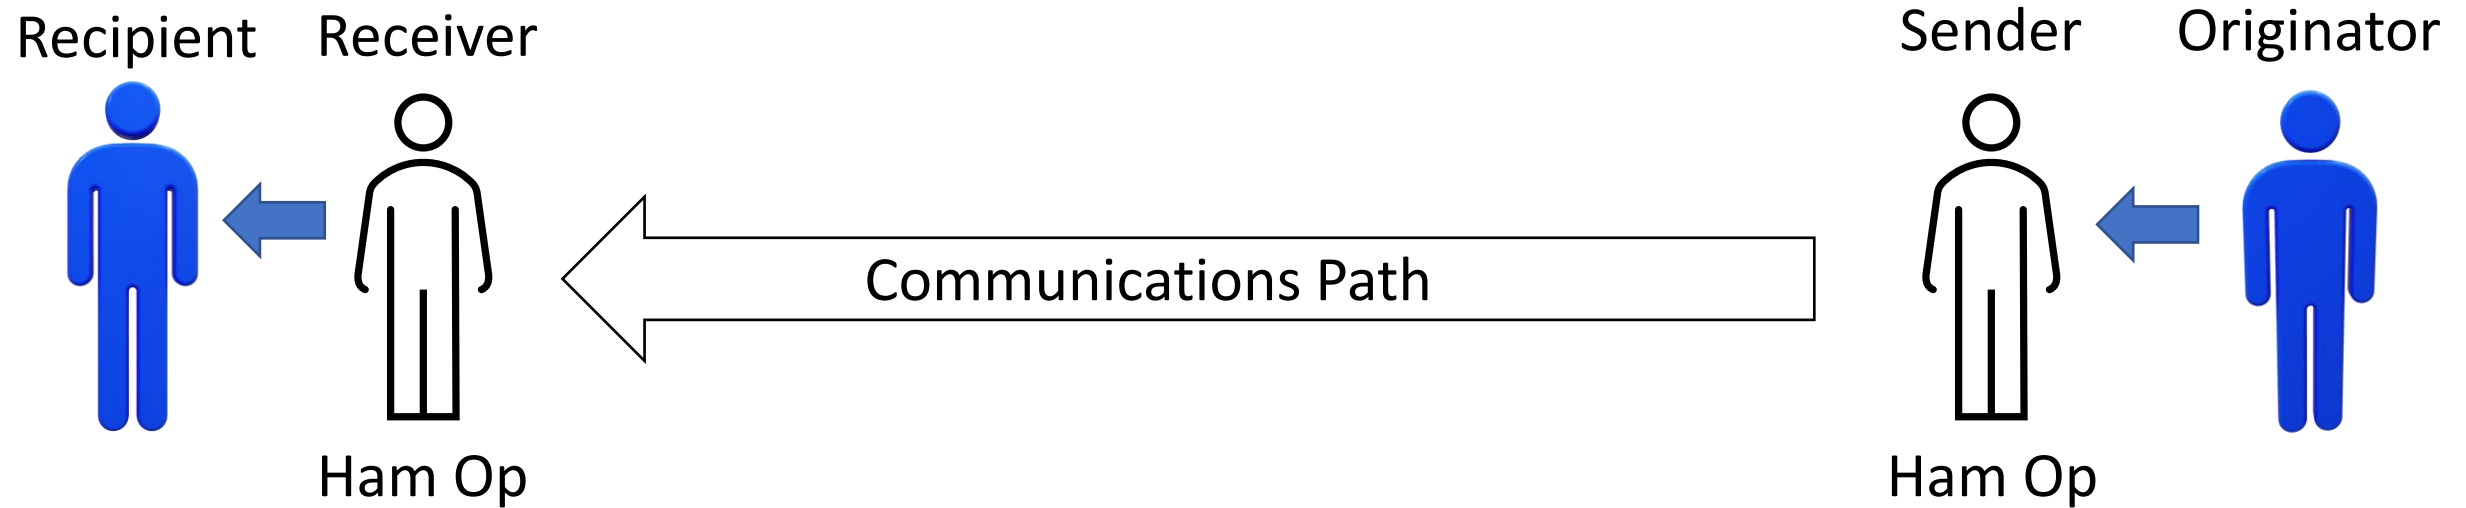 Recipient
Receiver
Sender
Originator
Communications Path
Ham Op
Ham Op